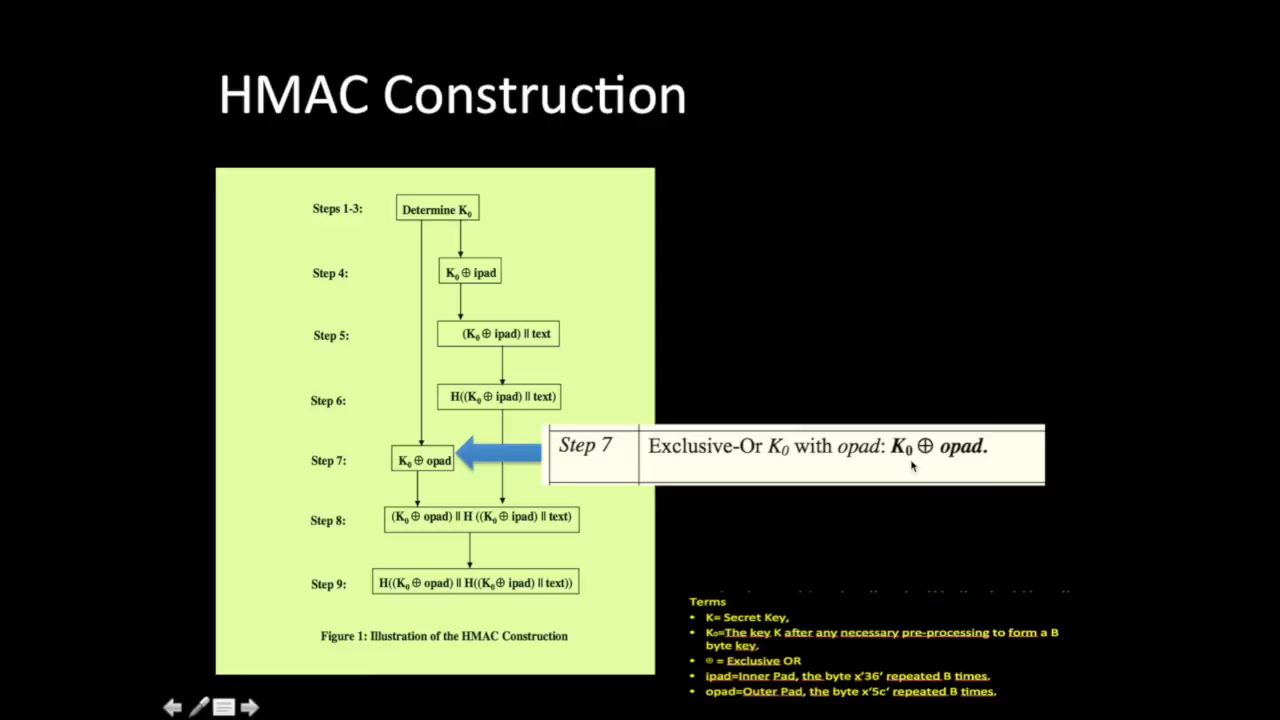 HMAC Construction
Steps 1-3:
Determine K₀
Step 4:
K₀ ⊕ ipad
Step 5:
(K₀ ⊕ ipad) || text
Step 6:
H((K₀ ⊕ ipad) || text)
Step 7:
K₀ ⊕ opad
Step 7
Exclusive-Or K₀ with opad: K₀ ⊕ opad.
Step 8:
(K₀ ⊕ opad) || H ((K₀ ⊕ ipad) || text)
Step 9:
H((K₀ ⊕ opad) || H((K₀ ⊕ ipad) || text))
Figure 1: Illustration of the HMAC Construction
Terms
• K= Secret Key,
• K₀=The key K after any necessary pre-processing to form a B
byte key.
• ⊕ = Exclusive OR
• ipad=Inner Pad, the byte x'36' repeated B times.
• opad=Outer Pad, the byte x'5c' repeated B times.